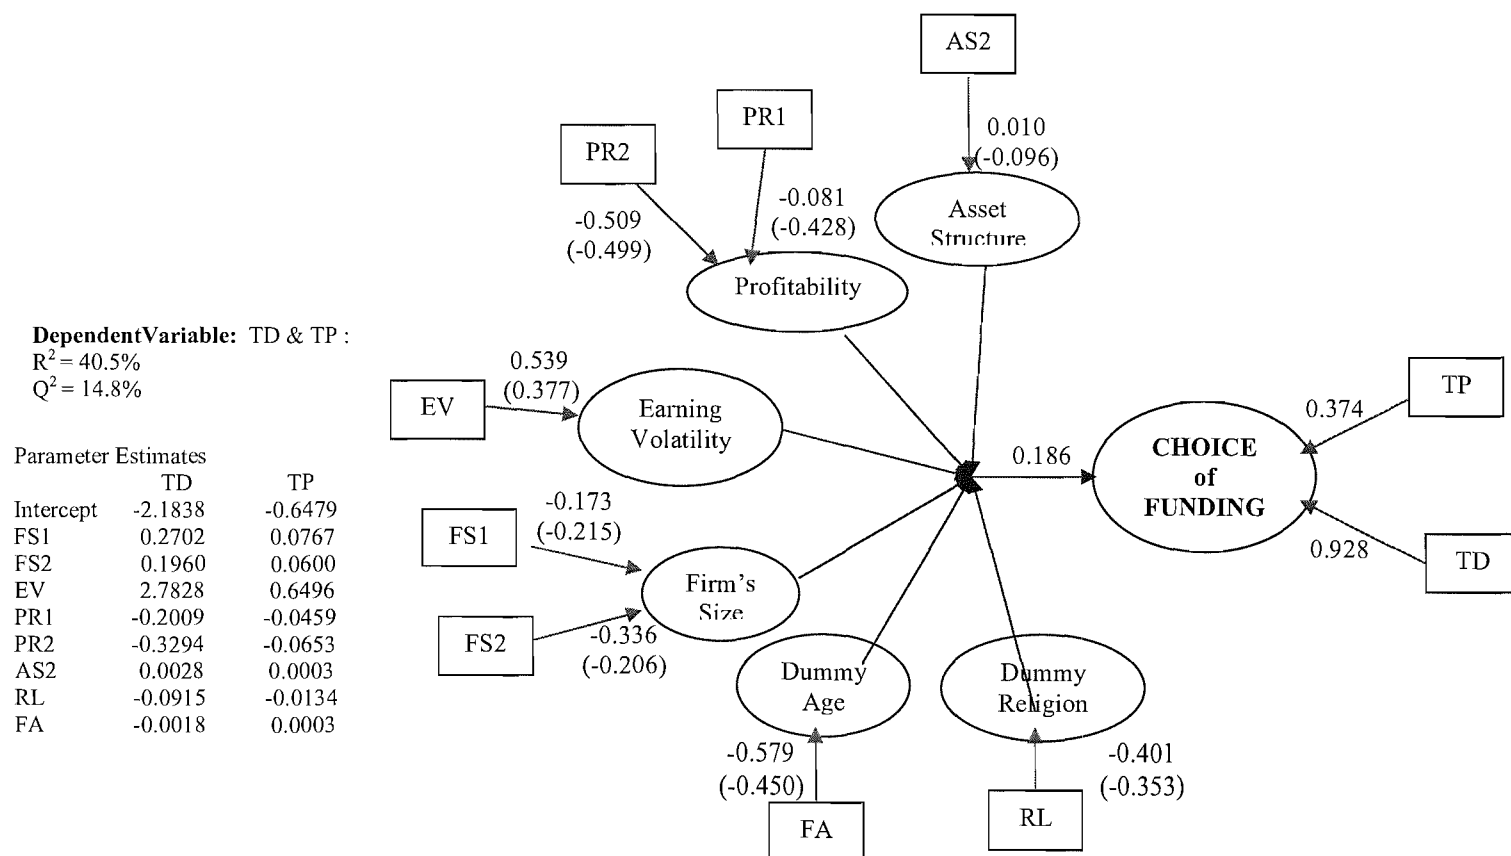 AS2
0.010
(-0.096)
Asset
Structure
PR1
-0.081
(-0.428)
PR2
-0.509
(-0.499)
Profitability
DependentVariable: TD & TP :
R² = 40.5%
Q² = 14.8%
EV
0.539
(0.377)
Earning
Volatility
Parameter Estimates
TD TP
Intercept -2.1838 -0.6479
FS1 0.2702 0.0767
FS2 0.1960 0.0600
EV 2.7828 0.6496
PR1 -0.2009 -0.0459
PR2 -0.3294 -0.0653
AS2 0.0028 0.0003
RL -0.0915 -0.0134
FA -0.0018 0.0003
FS1
-0.173
(-0.215)
FS2
-0.336
(-0.206)
Firm's
Size
Dummy
Age
-0.579
(-0.450)
FA
Dummy
Religion
-0.401
(-0.353)
RL
0.186
CHOICE
of
FUNDING
0.374
TP
0.928
TD